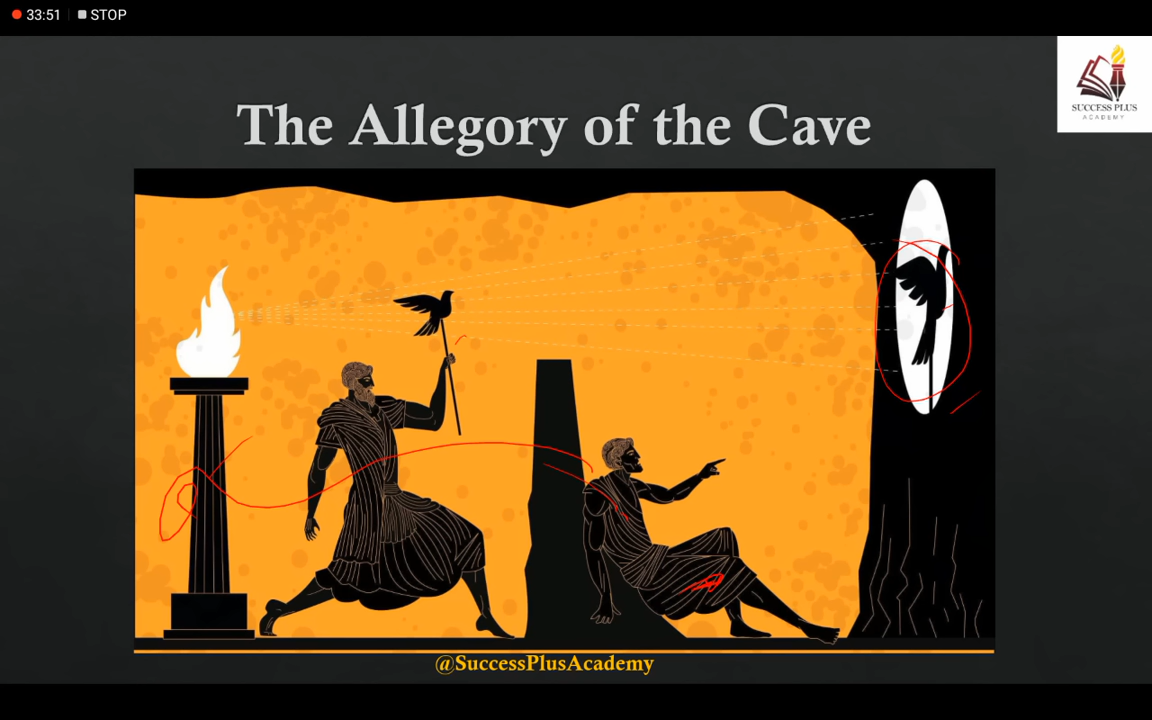 33:51 STOP
SUCCESS PLUS
ACADEMY
The Allegory of the Cave
@SuccessPlusAcademy